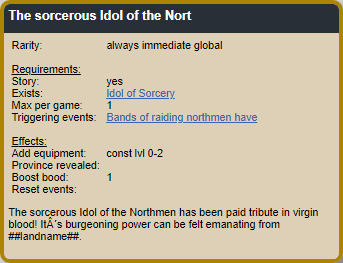 The sorcerous Idol of the Nort
Rarity: always immediate global
Requirements:
Story: yes
Exists: Idol of Sorcery
Max per game: 1
Triggering events: Bands of raiding northmen have
Effects:
Add equipment: const lvl 0-2
Province revealed:
Boost bood: 1
Reset events:
The sorcerous Idol of the Northmen has been paid tribute in virgin
blood! ItÂ´s burgeoning power can be felt emanating from
##landname##.